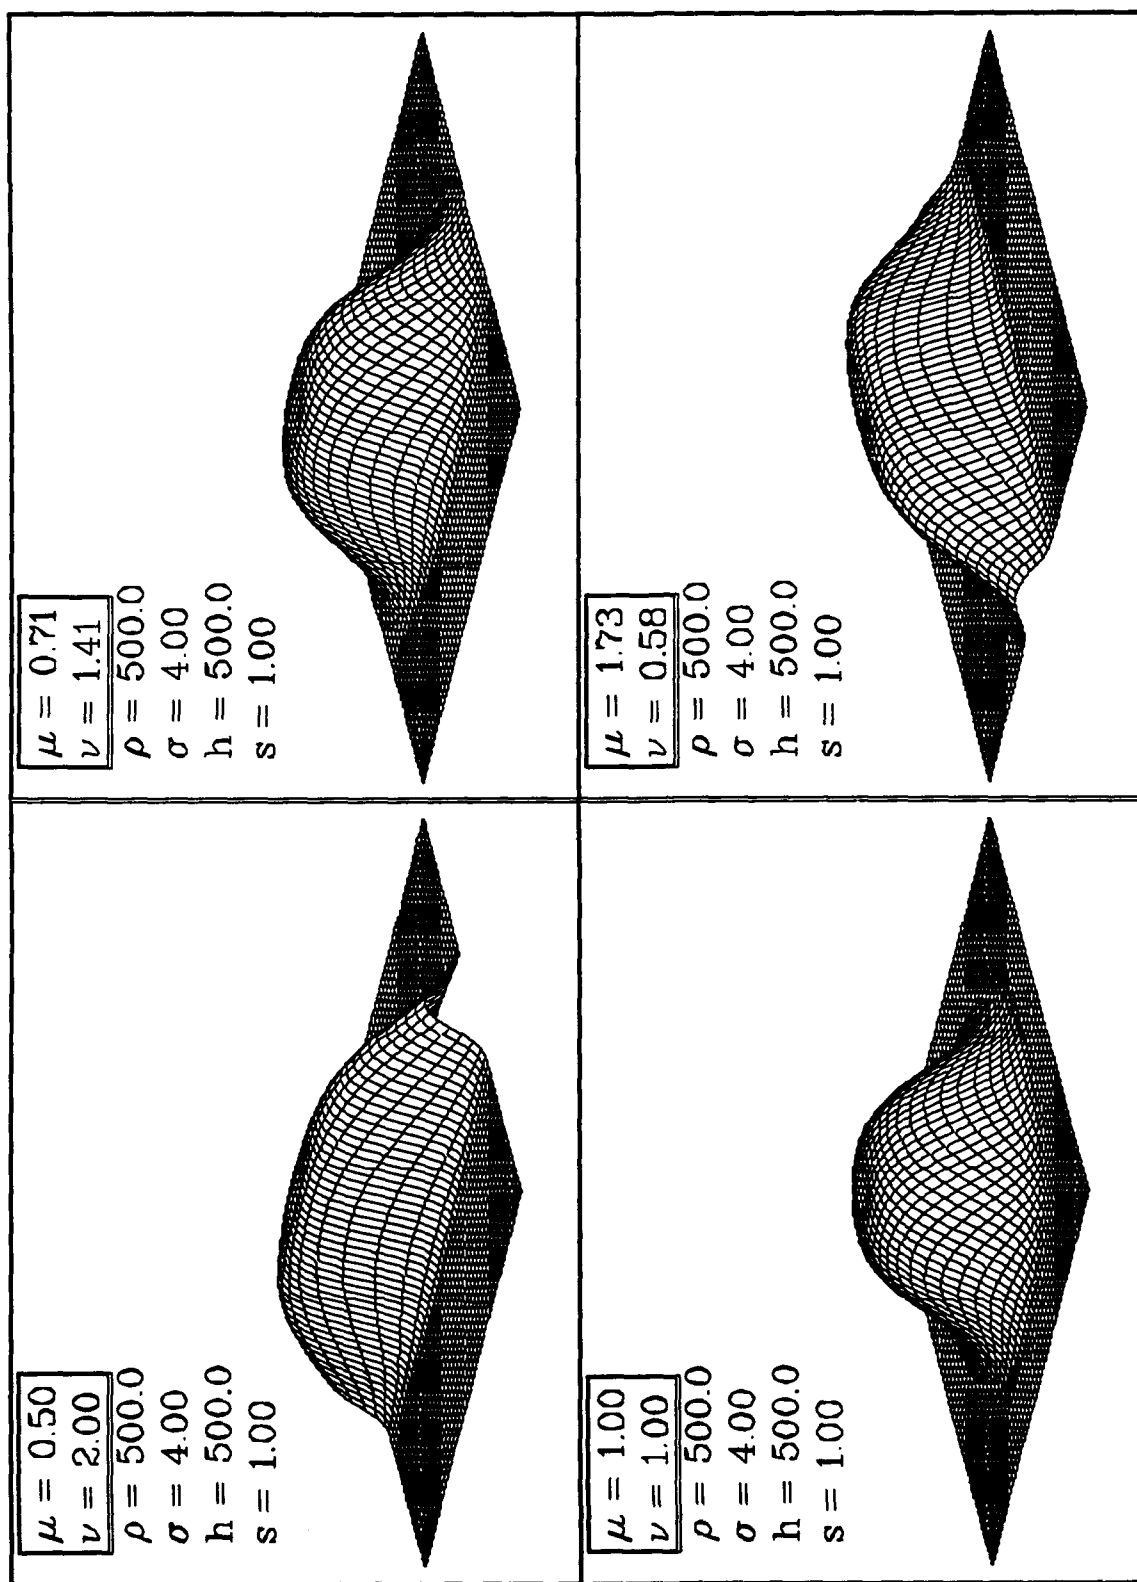 μ = 0.50
ν = 2.00
ρ = 500.0
σ = 4.00
h = 500.0
s = 1.00
μ = 0.71
ν = 1.41
ρ = 500.0
σ = 4.00
h = 500.0
s = 1.00
μ = 1.00
ν = 1.00
ρ = 500.0
σ = 4.00
h = 500.0
s = 1.00
μ = 1.73
ν = 0.58
ρ = 500.0
σ = 4.00
h = 500.0
s = 1.00